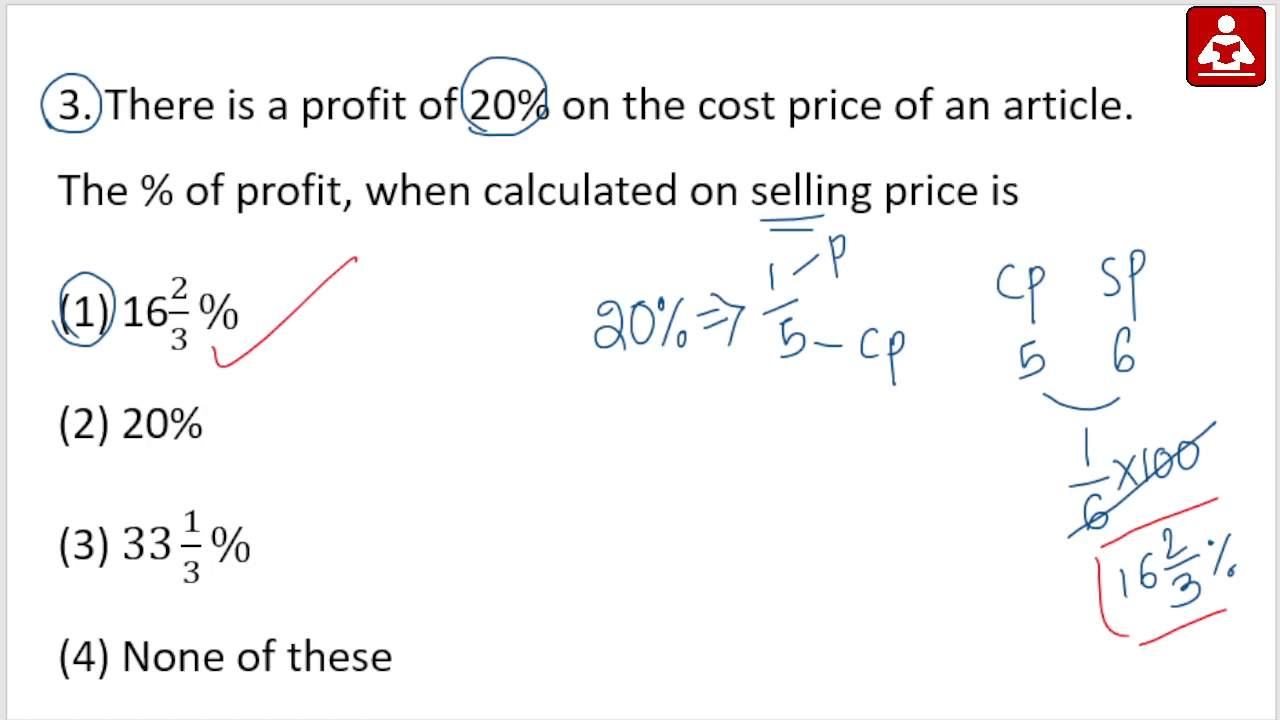 3. There is a profit of 20% on the cost price of an article.
The % of profit, when calculated on selling price is
(1) 16 2/3 %
(2) 20%
(3) 33 1/3 %
(4) None of these
20% ⇒ 1/5
P
CP
CP SP
5 6
1/6 × 100
16 2/3 %